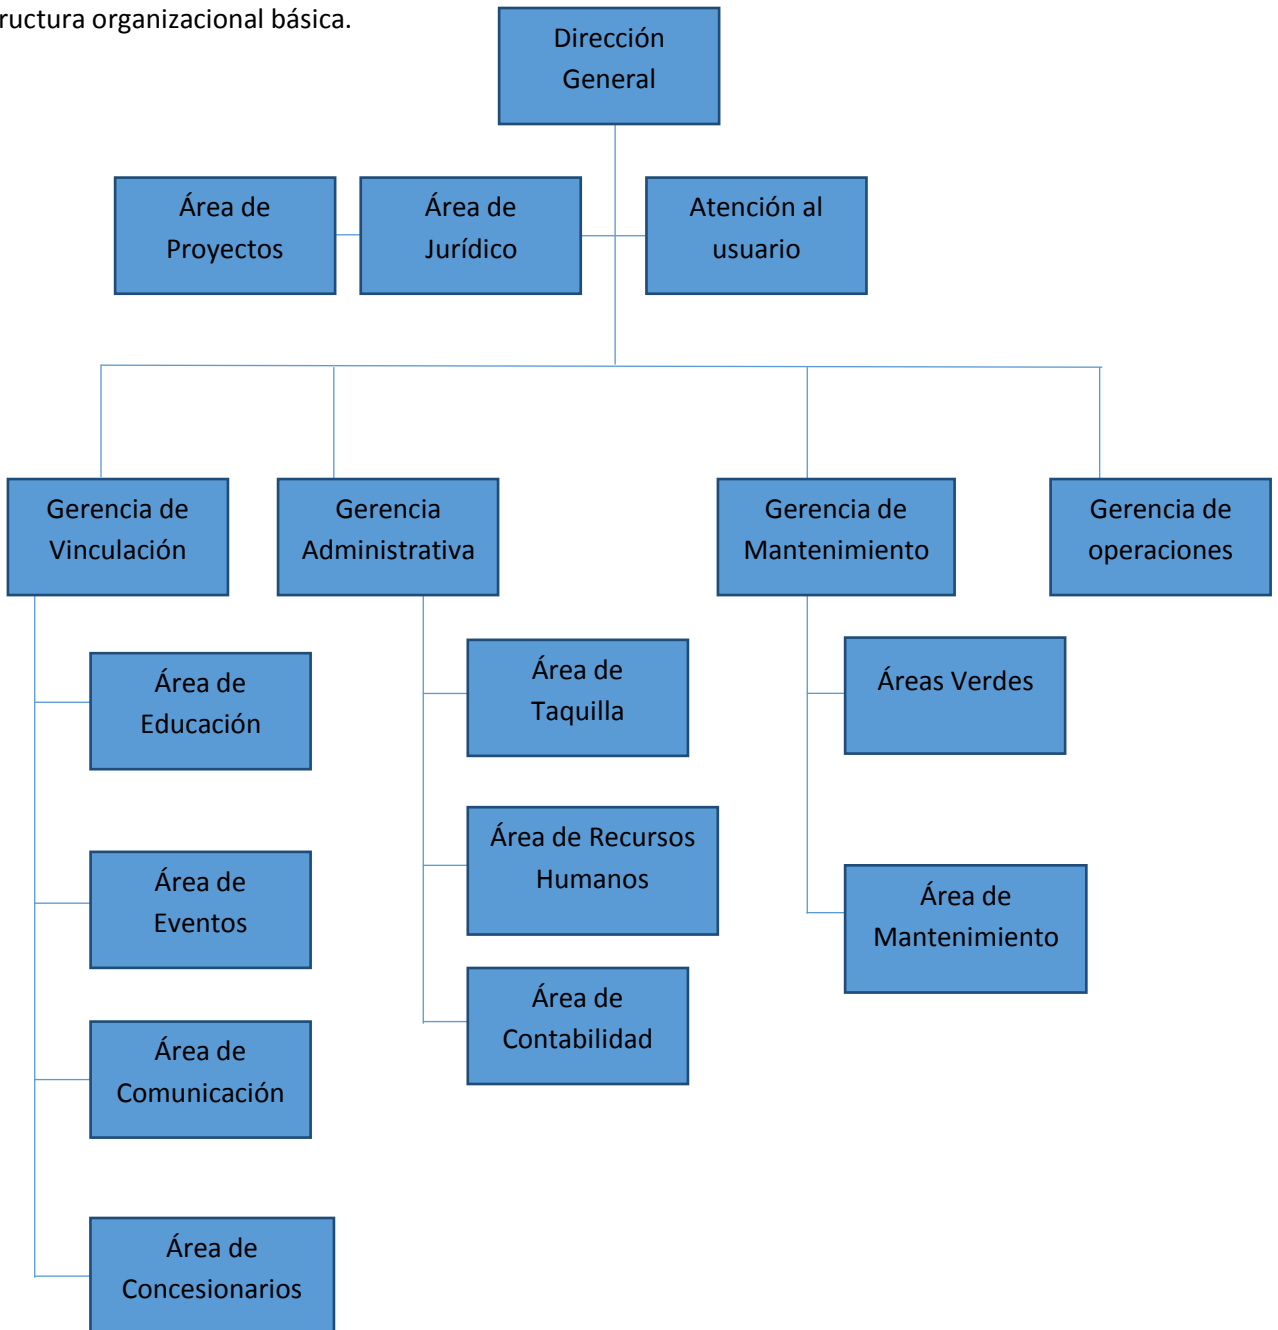 ructura organizacional básica.
Dirección
General
Área de
Proyectos
Área de
Jurídico
Atención al
usuario
Gerencia de
Vinculación
Gerencia
Administrativa
Gerencia de
Mantenimiento
Gerencia de
operaciones
Área de
Educación
Área de
Eventos
Área de
Comunicación
Área de
Concesionarios
Área de
Taquilla
Área de Recursos
Humanos
Área de
Contabilidad
Áreas Verdes
Área de
Mantenimiento